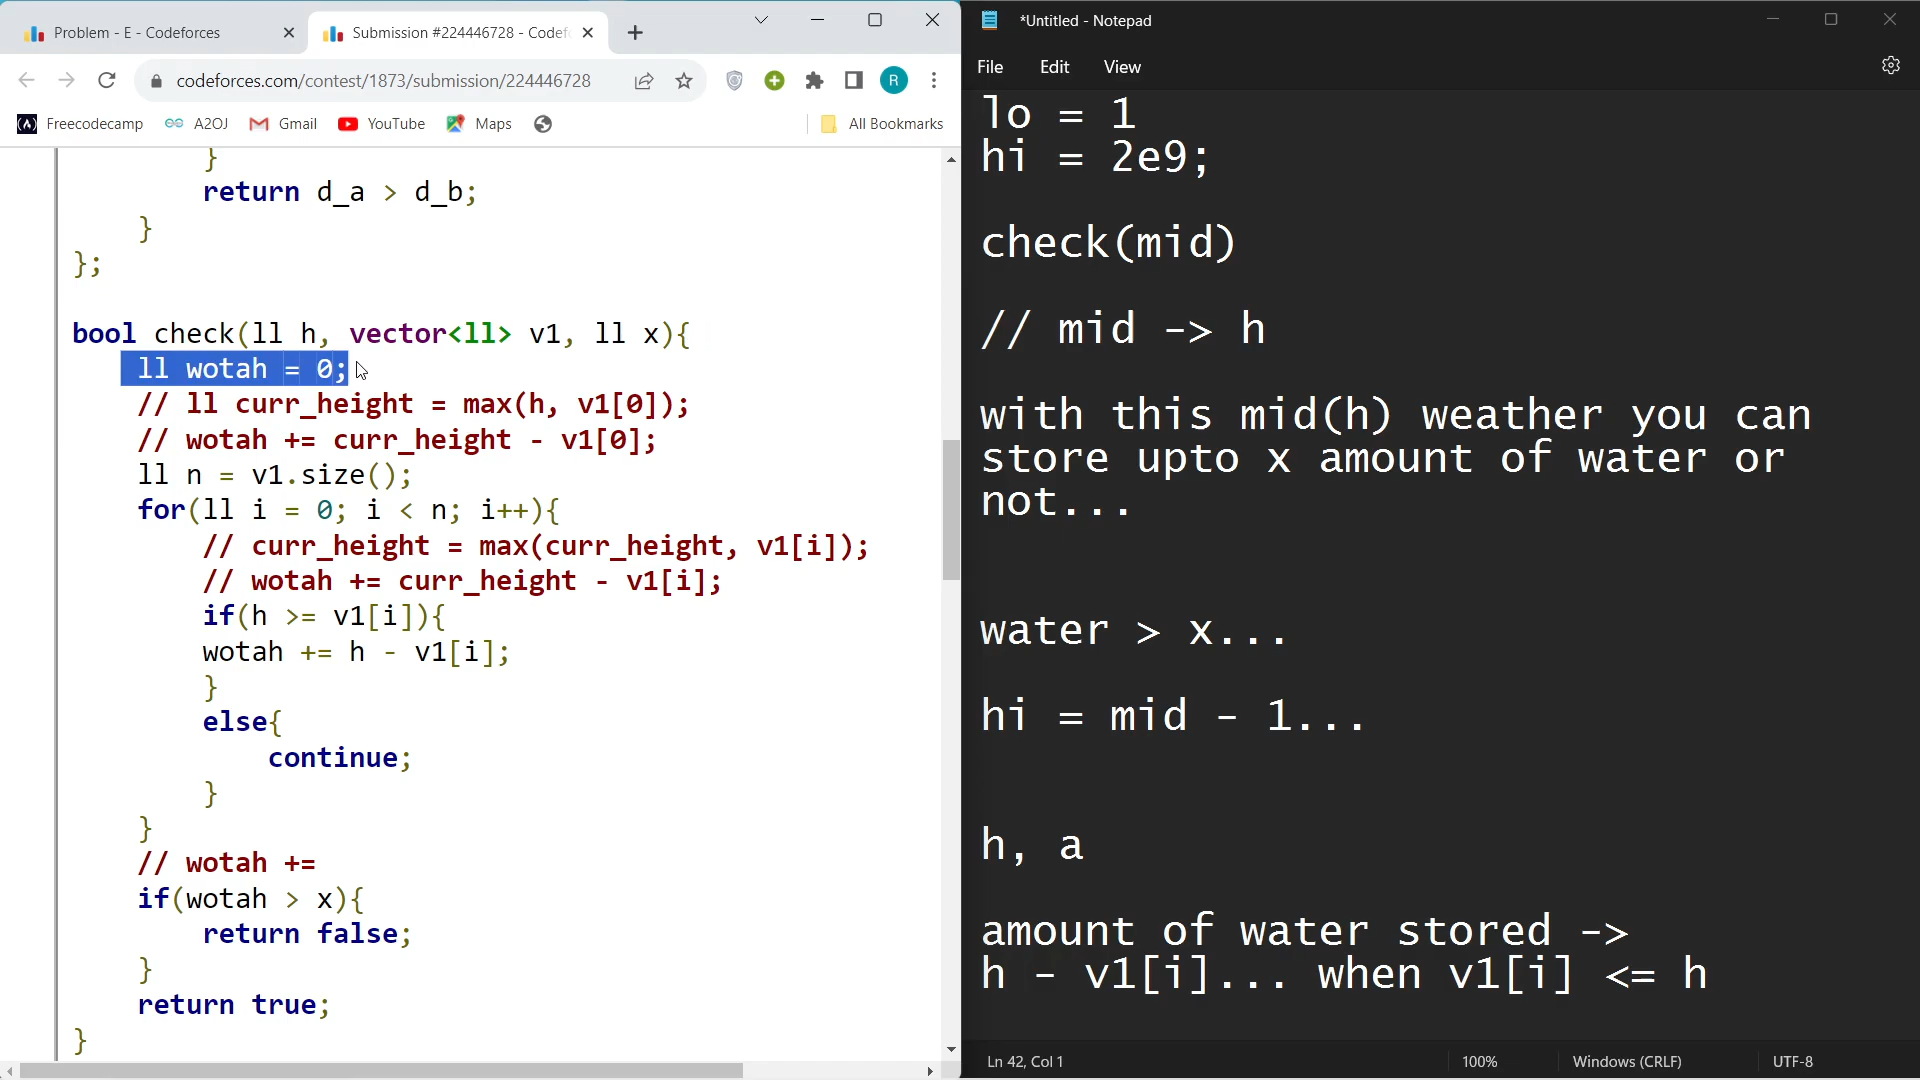 Problem - E - Codeforces
Submission #224446728 - Codef
codeforces.com/contest/1873/submission/224446728
R
Freecodecamp
A2OJ
Gmail
YouTube
Maps
All Bookmarks
}
return d_a > d_b;
}
};
bool check(ll h, vector<ll> v1, ll x){
ll wotah = 0;
// ll curr_height = max(h, v1[0]);
// wotah += curr_height - v1[0];
ll n = v1.size();
for(ll i = 0; i < n; i++){
// curr_height = max(curr_height, v1[i]);
// wotah += curr_height - v1[i];
if(h >= v1[i]){
wotah += h - v1[i];
}
else{
continue;
}
}
// wotah +=
if(wotah > x){
return false;
}
return true;
}
*Untitled - Notepad
File Edit View
lo = 1
hi = 2e9;
check(mid)
// mid -> h
with this mid(h) weather you can
store upto x amount of water or
not...
water > x...
hi = mid - 1...
h, a
amount of water stored ->
h - v1[i]... when v1[i] <= h
Ln 42, Col 1
100%
Windows (CRLF)
UTF-8